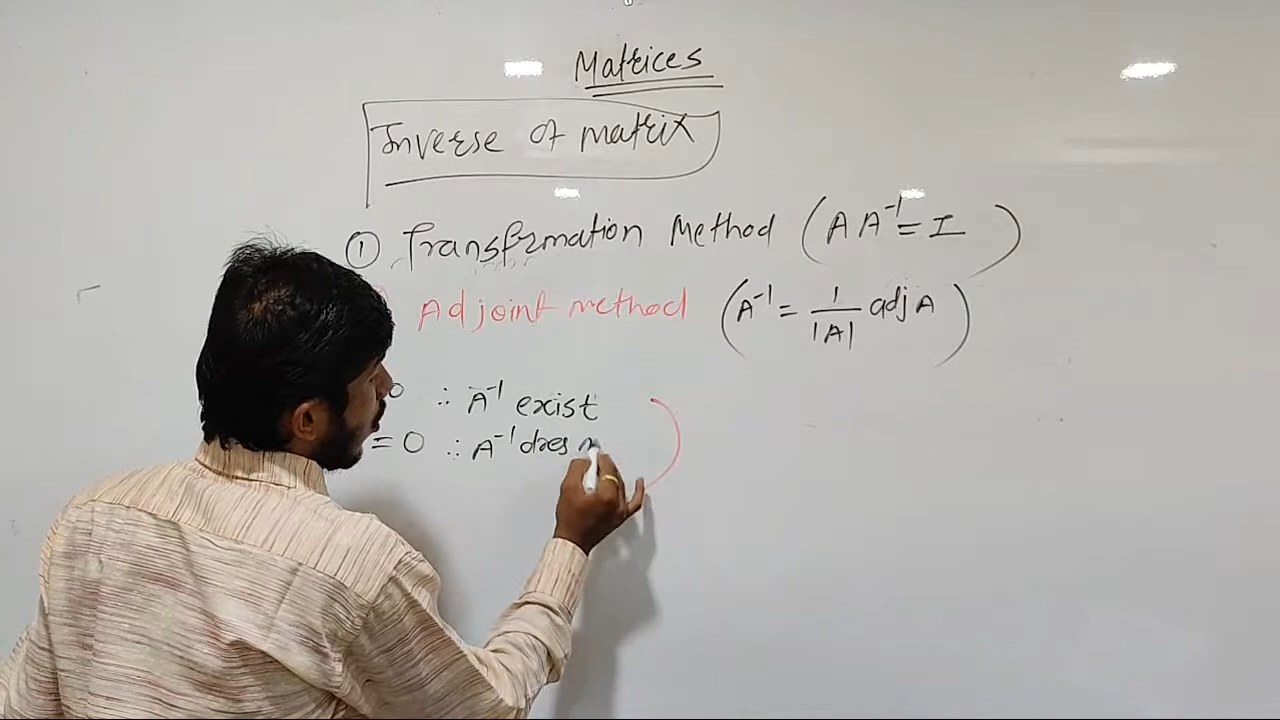 Matrices
Inverse of matrix
① Transformation Method (AA⁻¹ = I)
Adjoint method (A⁻¹ = 1/|A| adj A)
0 ∴ A⁻¹ exist
= 0 ∴ A⁻¹ does n